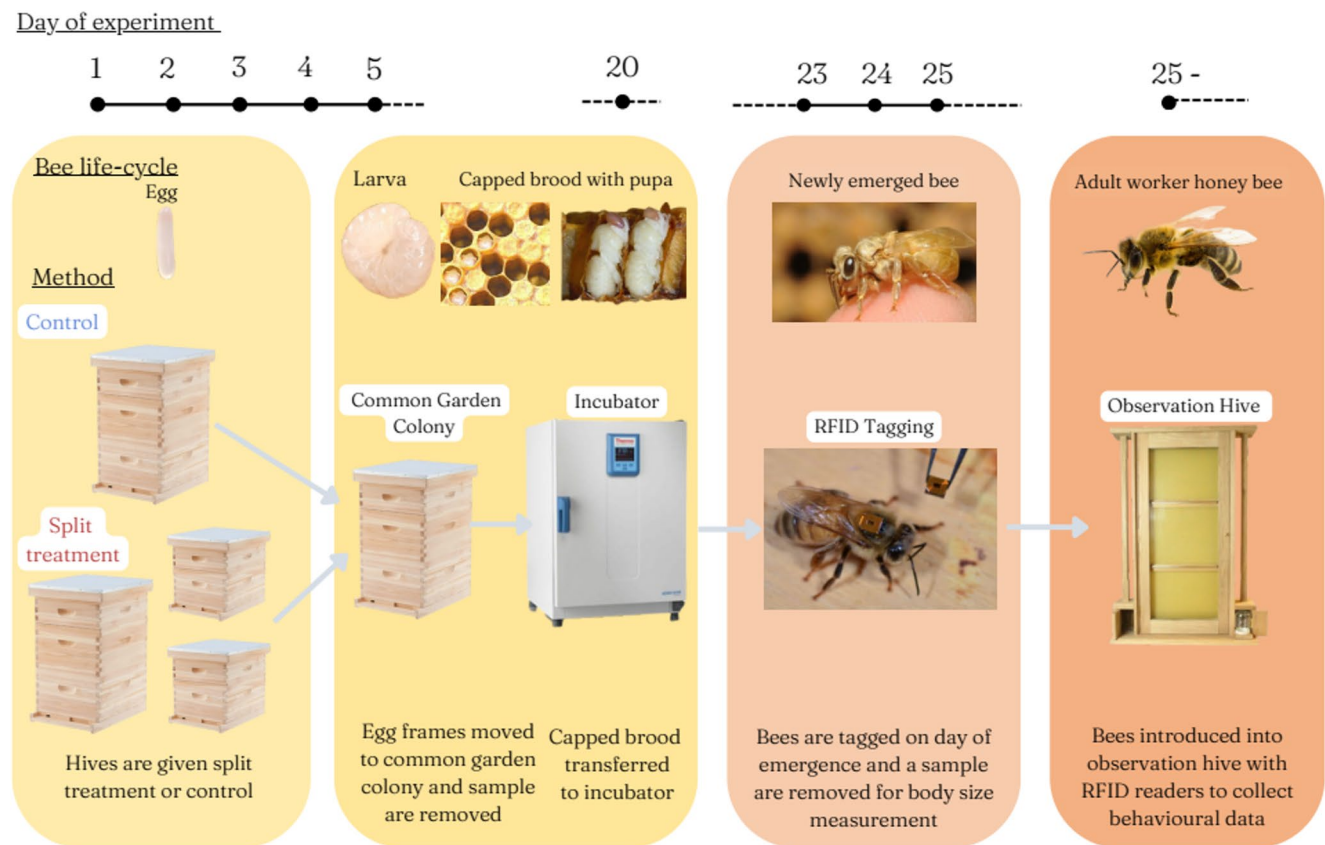 Day of experiment
1 2 3 4 5 20 23 24 25 25 -
Bee life-cycle
Egg
Method
Control
Split
treatment
Hives are given split
treatment or control
Larva
Capped brood with pupa
Common Garden
Colony
Incubator
Thermo
Egg frames moved
to common garden
colony and sample
are removed
Capped brood
transferred
to incubator
Newly emerged bee
RFID Tagging
Bees are tagged on day of
emergence and a sample
are removed for body size
measurement
Adult worker honey bee
Observation Hive
Bees introduced into
observation hive with
RFID readers to collect
behavioural data